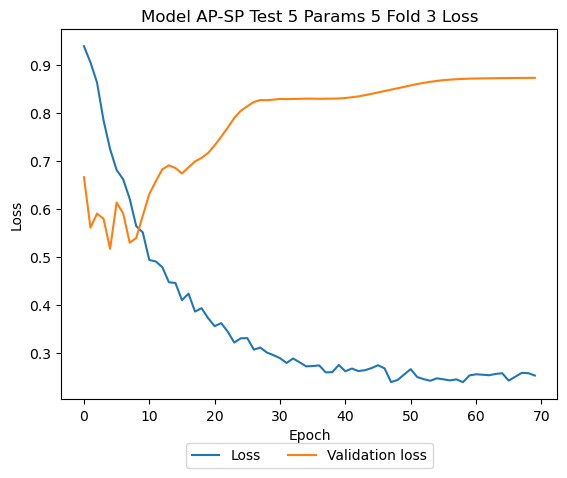 Model AP-SP Test 5 Params 5 Fold 3 Loss
Loss
0.9
0.8
0.7
0.6
0.5
0.4
0.3
0 10 20 30 40 50 60 70
Epoch
Loss Validation loss